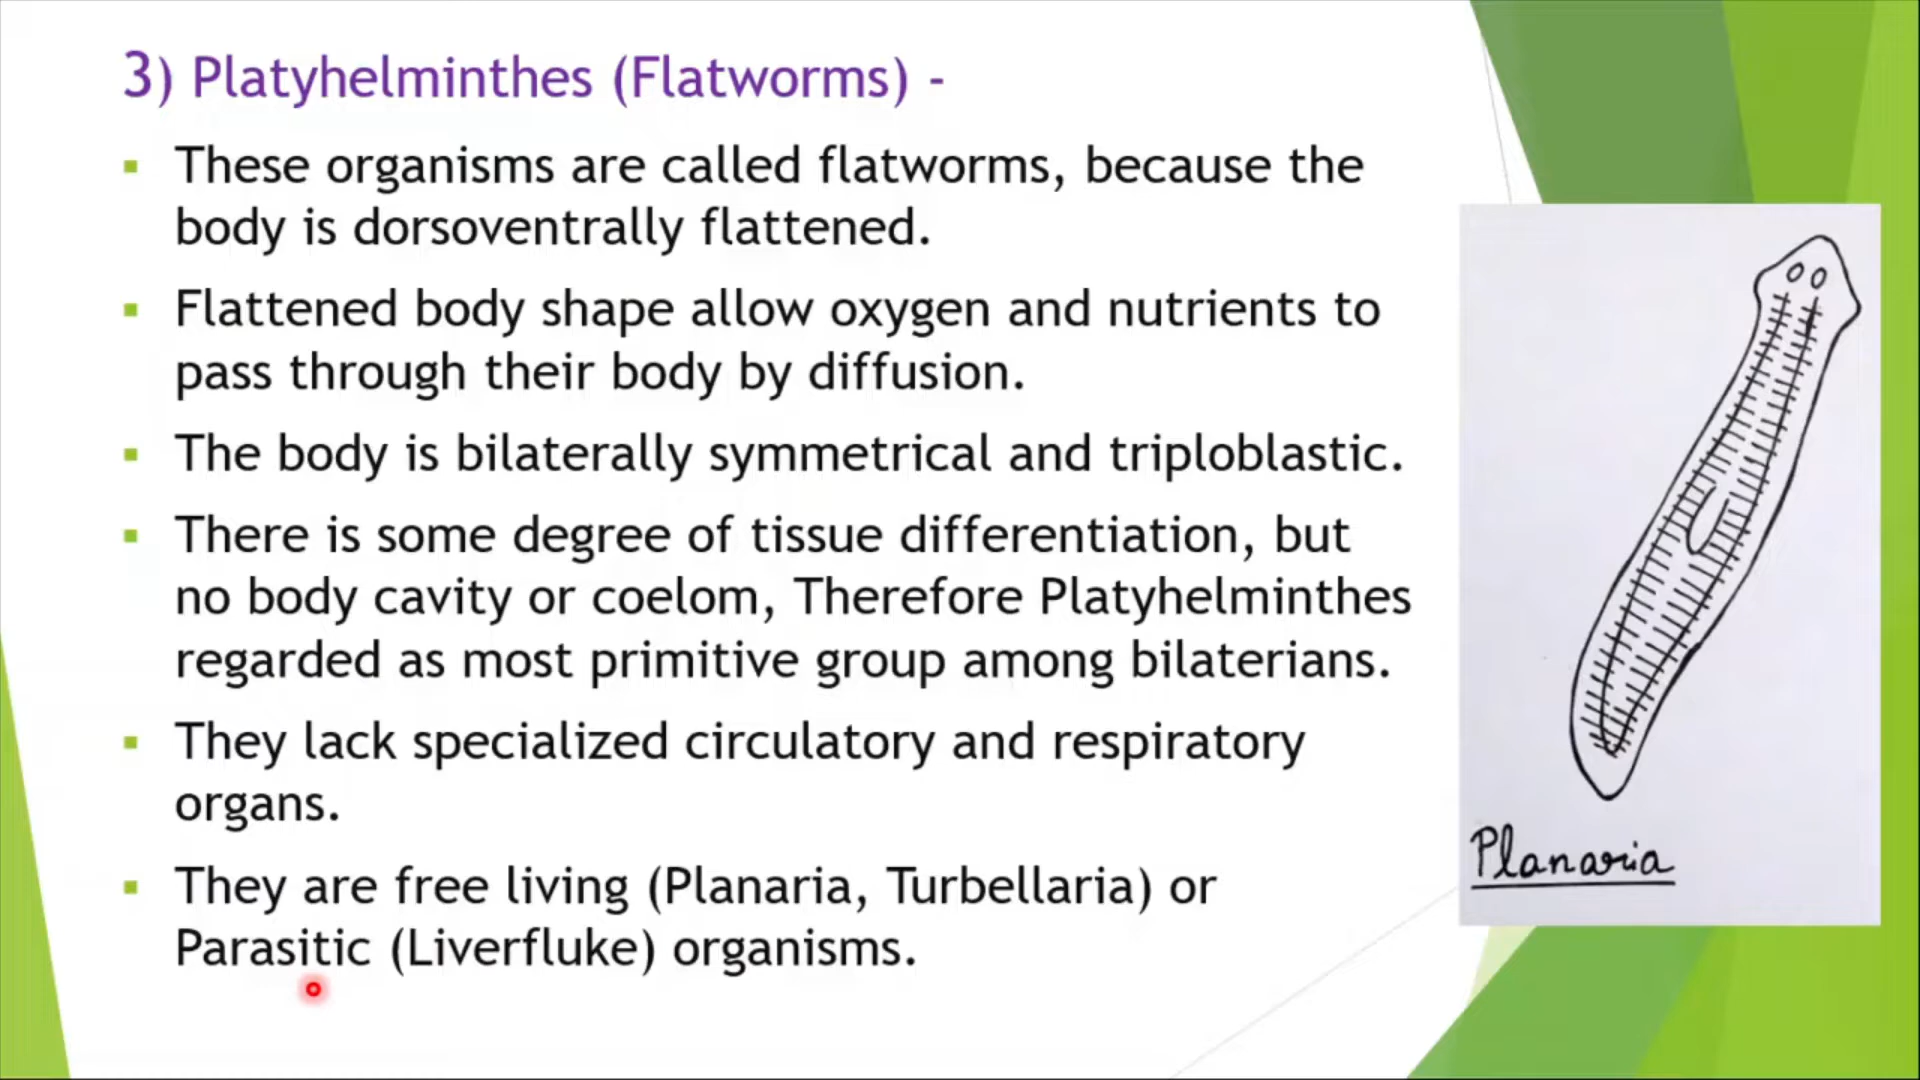 3) Platyhelminthes (Flatworms) -
These organisms are called flatworms, because the
body is dorsoventrally flattened.
Flattened body shape allow oxygen and nutrients to
pass through their body by diffusion.
The body is bilaterally symmetrical and triploblastic.
There is some degree of tissue differentiation, but
no body cavity or coelom, Therefore Platyhelminthes
regarded as most primitive group among bilaterians.
They lack specialized circulatory and respiratory
organs.
They are free living (Planaria, Turbellaria) or
Parasitic (Liverfluke) organisms.
Planaria